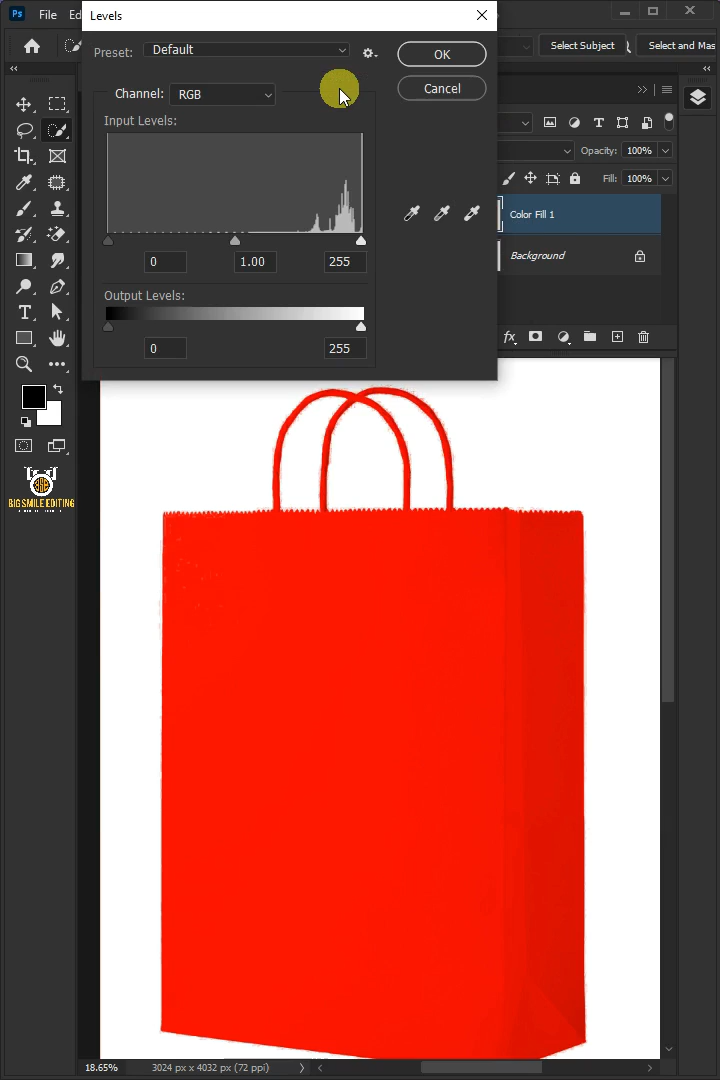 Ps File Ed
Levels
Preset: Default
OK
Cancel
Select Subject
Select and Mas
Channel: RGB
Input Levels:
0 1.00 255
Output Levels:
0 255
Opacity: 100%
Fill: 100%
Color Fill 1
Background
fx
T
BIG SMILE EDITING
18.65% 3024 px x 4032 px (72 ppi)